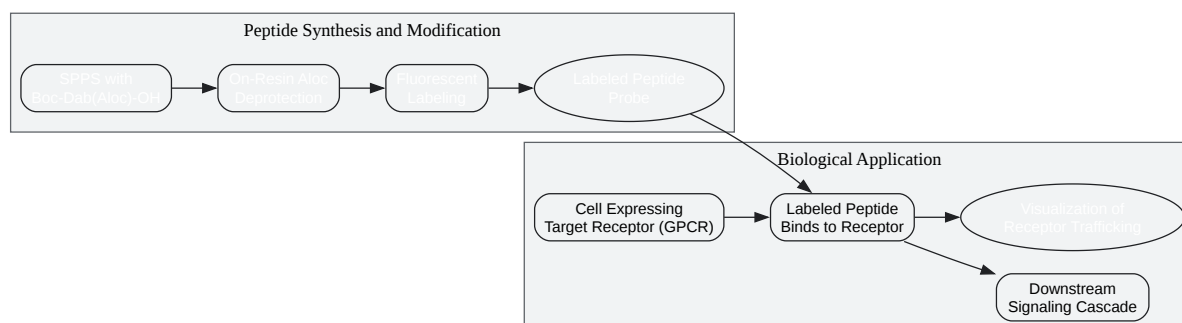 Peptide Synthesis and Modification
SPPS with
Boc-Dab(Aloc)-OH
On-Resin Aloc
Deprotection
Fluorescent
Labeling
Labeled Peptide
Probe
Biological Application
Cell Expressing
Target Receptor (GPCR)
Labeled Peptide
Binds to Receptor
Visualization of
Receptor Trafficking
Downstream
Signaling Cascade